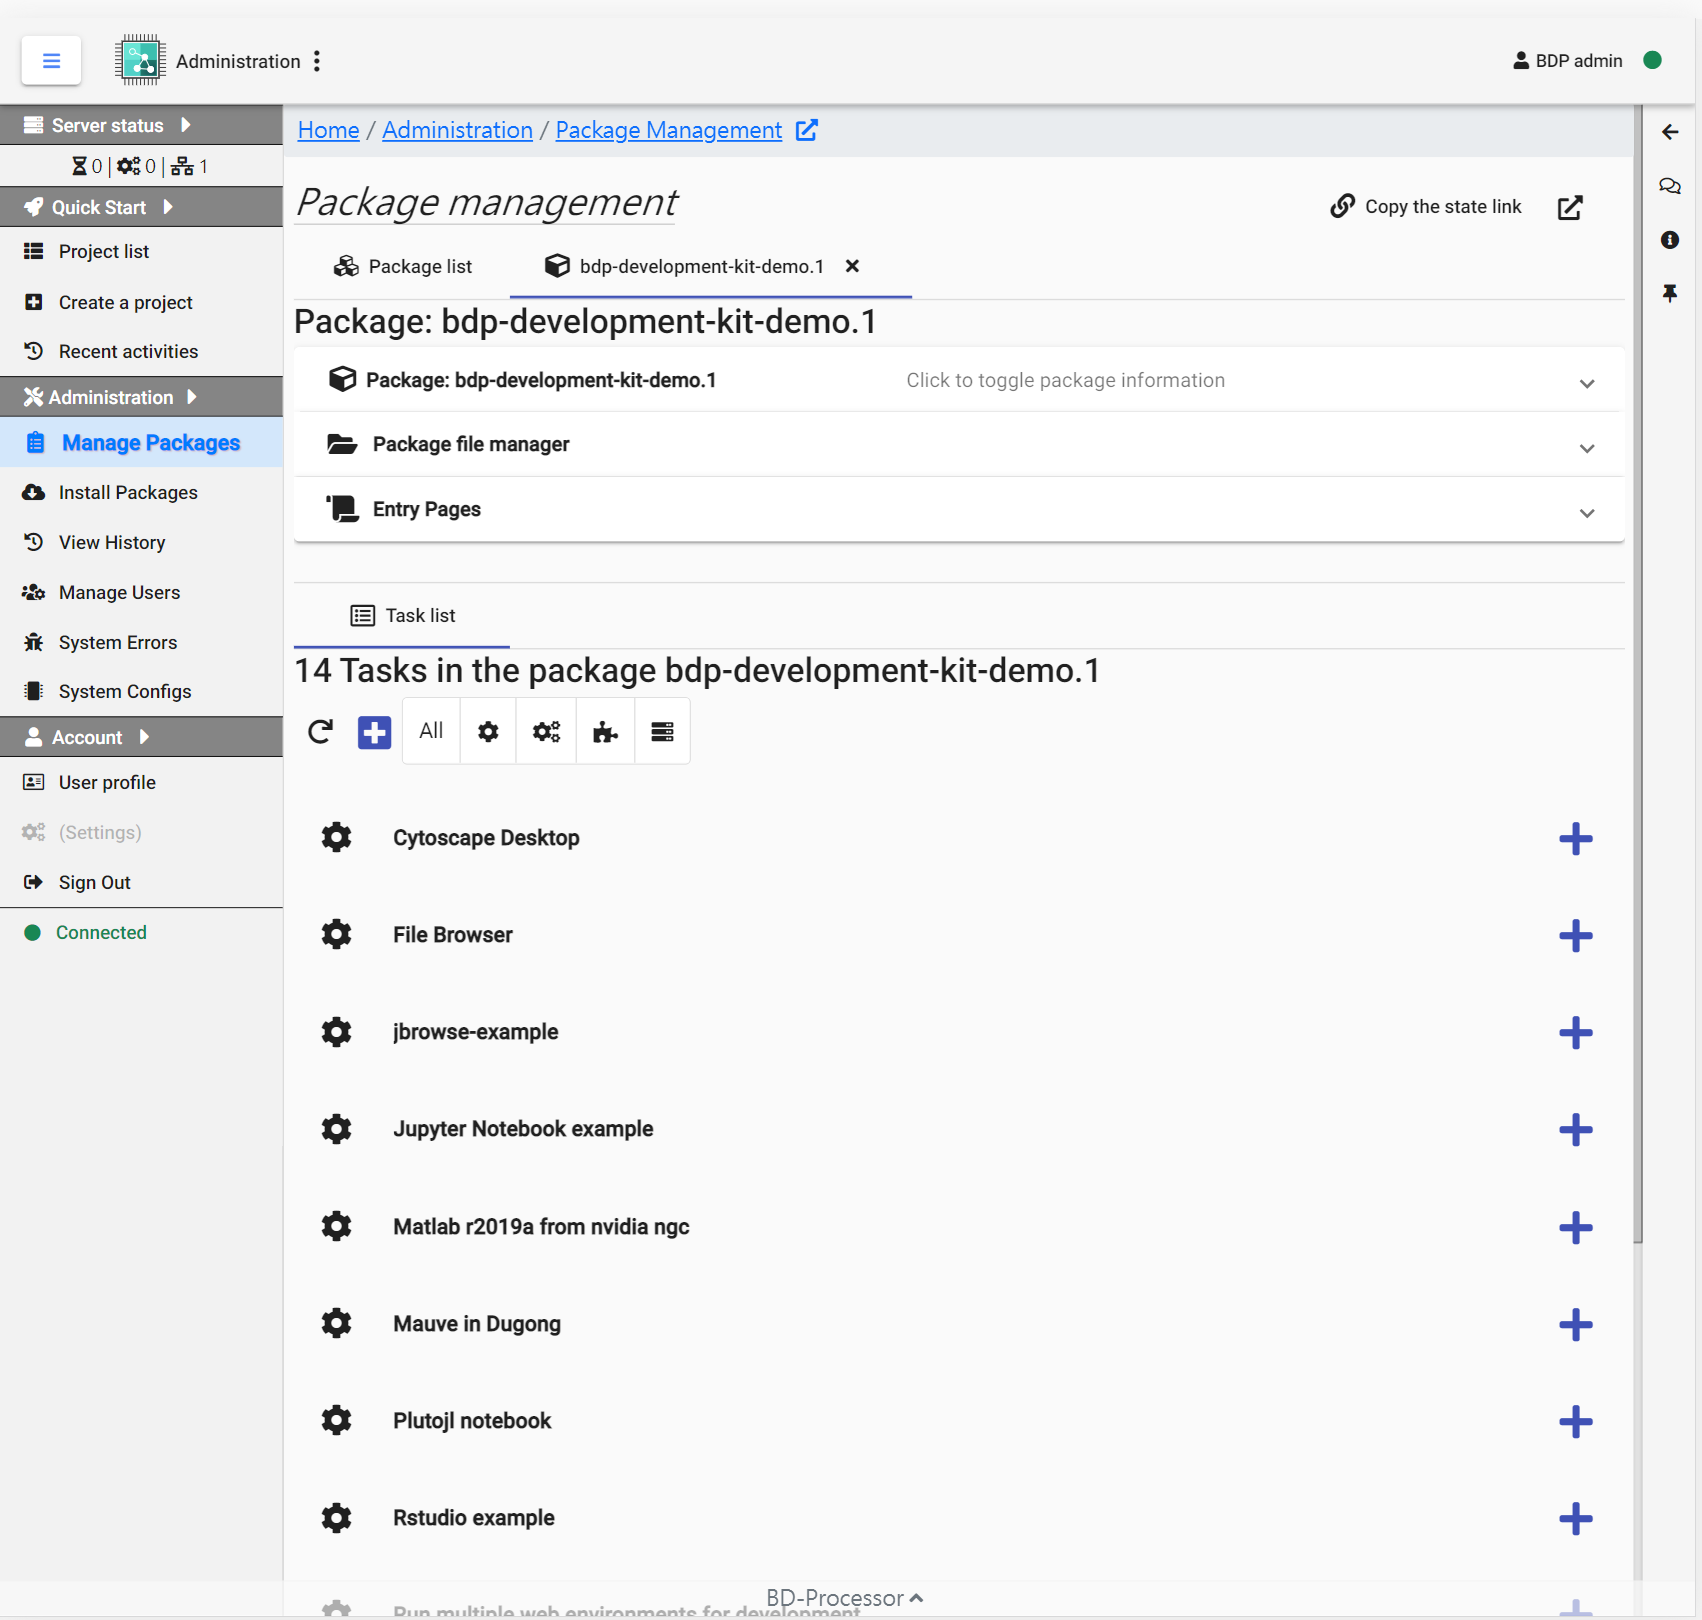 Administration
BDP admin
Server status
0 | 0 | 1
Quick Start
Project list
Create a project
Recent activities
Administration
Manage Packages
Install Packages
View History
Manage Users
System Errors
System Configs
Account
User profile
(Settings)
Sign Out
Connected
Home / Administration / Package Management
Package management
Copy the state link
Package list
bdp-development-kit-demo.1
Package: bdp-development-kit-demo.1
Package: bdp-development-kit-demo.1
Click to toggle package information
Package file manager
Entry Pages
Task list
14 Tasks in the package bdp-development-kit-demo.1
All
Cytoscape Desktop
File Browser
jbrowse-example
Jupyter Notebook example
Matlab r2019a from nvidia ngc
Mauve in Dugong
Plutojl notebook
Rstudio example
Run multiple web environments for development
BD-Processor